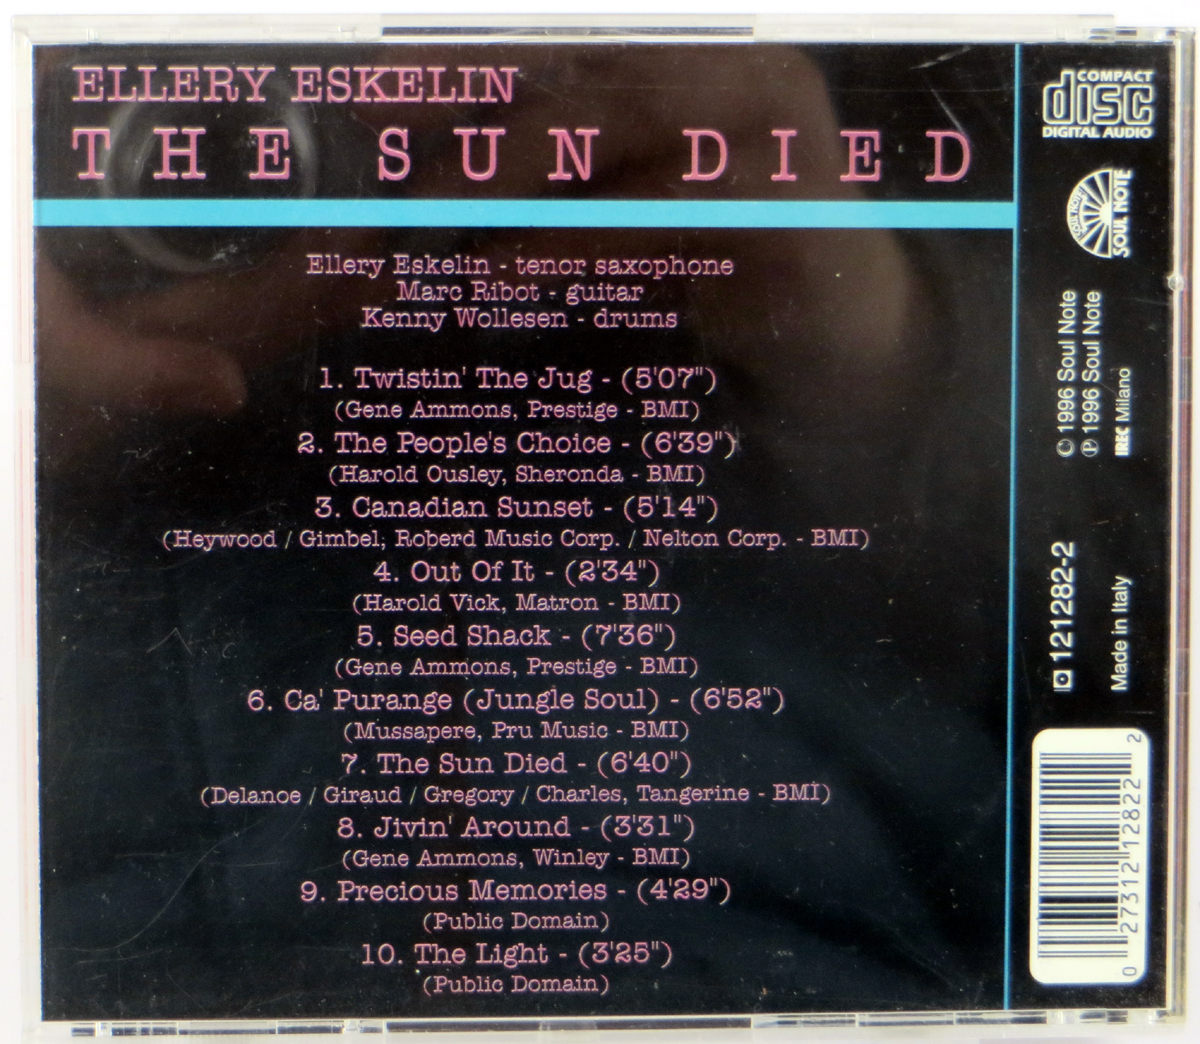 ELLERY ESKELIN
THE SUN DIED
Ellery Eskelin - tenor saxophone
Marc Ribot - guitar
Kenny Wollesen - drums
1. Twistin' The Jug - (5'07")
(Gene Ammons, Prestige - BMI)
2. The People's Choice - (6'39")
(Harold Ousley, Sheronda - BMI)
3. Canadian Sunset - (5'14")
(Heywood / Gimbel; Roberd Music Corp. / Nelton Corp. - BMI)
4. Out Of It - (2'34")
(Harold Vick, Matron - BMI)
5. Seed Shack - (7'36")
(Gene Ammons, Prestige - BMI)
6. Ca' Purange (Jungle Soul) - (6'52")
(Mussapere, Pru Music - BMI)
7. The Sun Died - (6'40")
(Delanoe / Giraud / Gregory / Charles, Tangerine - BMI)
8. Jivin' Around - (3'31")
(Gene Ammons, Winley - BMI)
9. Precious Memories - (4'29")
(Public Domain)
10. The Light - (3'25")
(Public Domain)
COMPACT
disc
DIGITAL AUDIO
SOUL NOTE
SOUL NOTE
© 1996 Soul Note
℗ 1996 Soul Note
IREC Milano
121282-2
Made in Italy
0 27312 12822 2